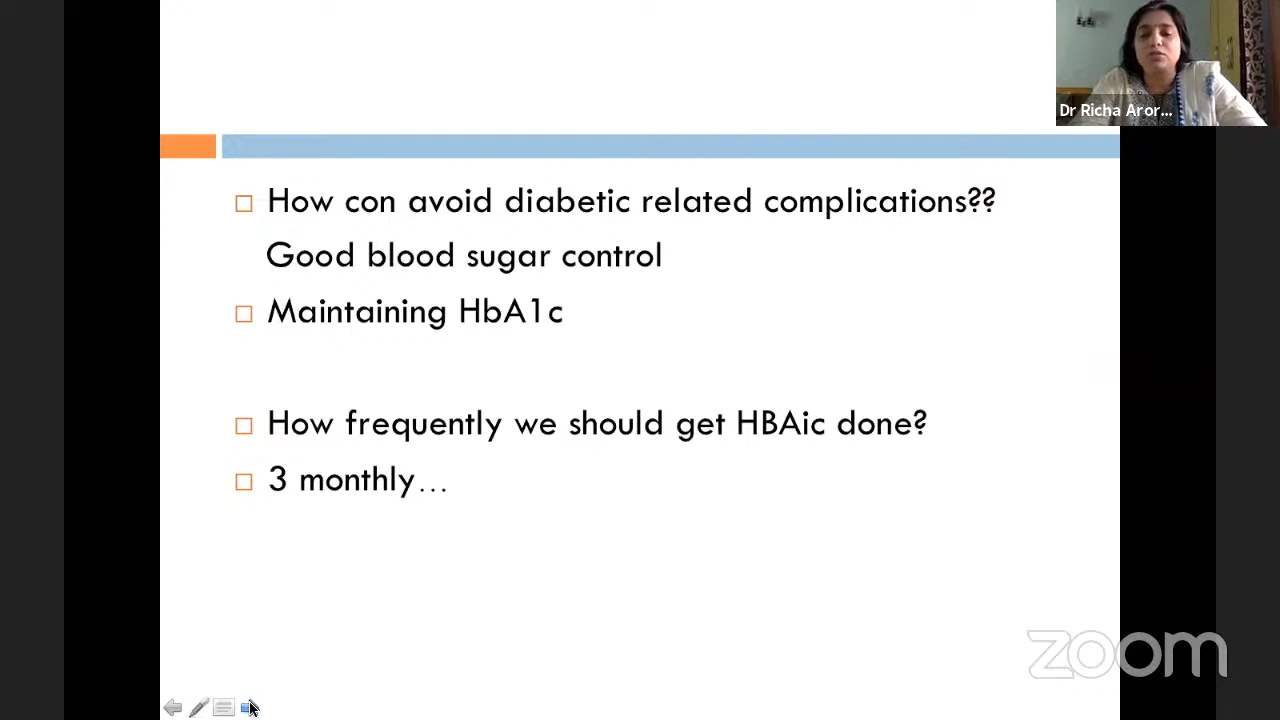 Dr Richa Aror...
How con avoid diabetic related complications??
Good blood sugar control
Maintaining HbA1c
How frequently we should get HBAic done?
3 monthly...
zoom